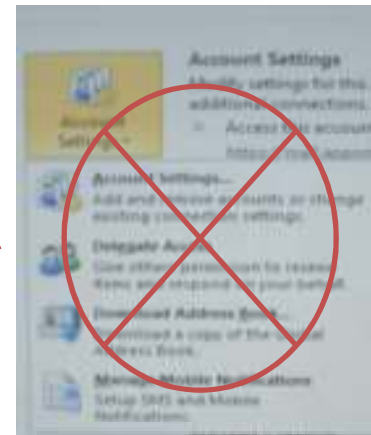 Account Settings
Modify settings for this
additional connections.
Access this account
Account
Settings
Account Settings...
Add and remove accounts or change
existing connection settings.
Delegate Access
Give others permission to receive
items and respond on your behalf.
Download Address Book...
Download a copy of the
Address Book.
Manage Mobile Notifications
Setup SMS and Mobile
Notifications.